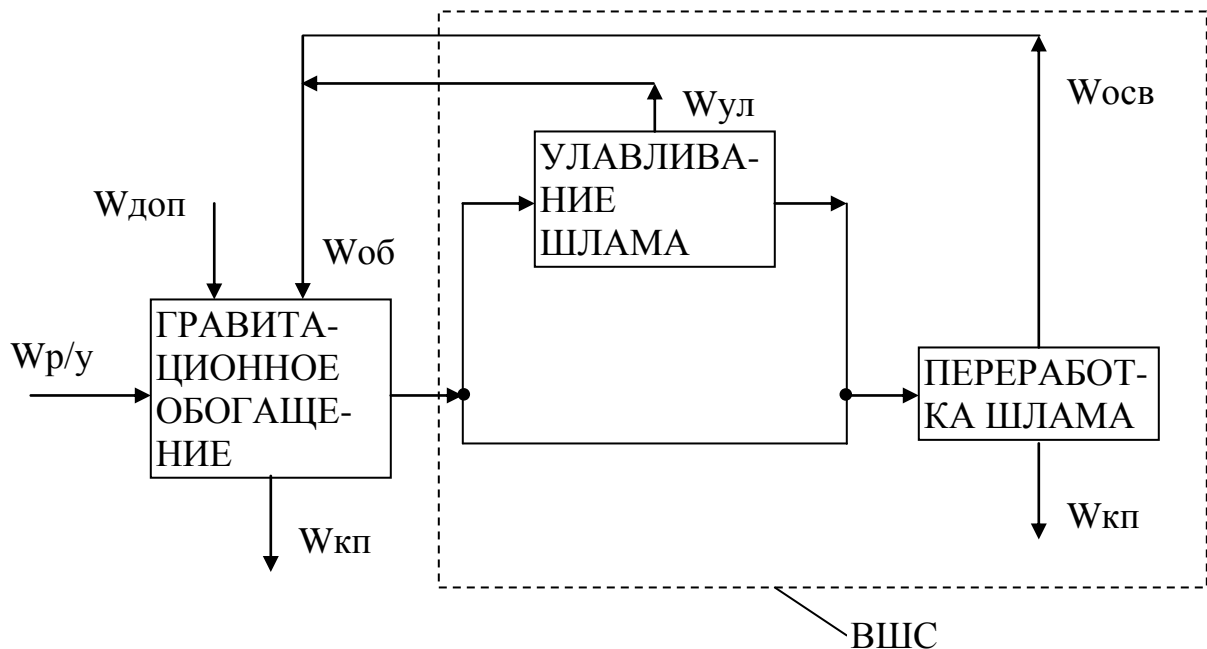 Wосв
Wул
УЛАВЛИВА-
НИЕ
ШЛАМА
Wдоп
Wоб
ГРАВИТА-
ЦИОННОЕ
ОБОГАЩЕ-
НИЕ
Wр/у
ПЕРЕРАБОТ-
КА ШЛАМА
Wкп
Wкп
ВШС